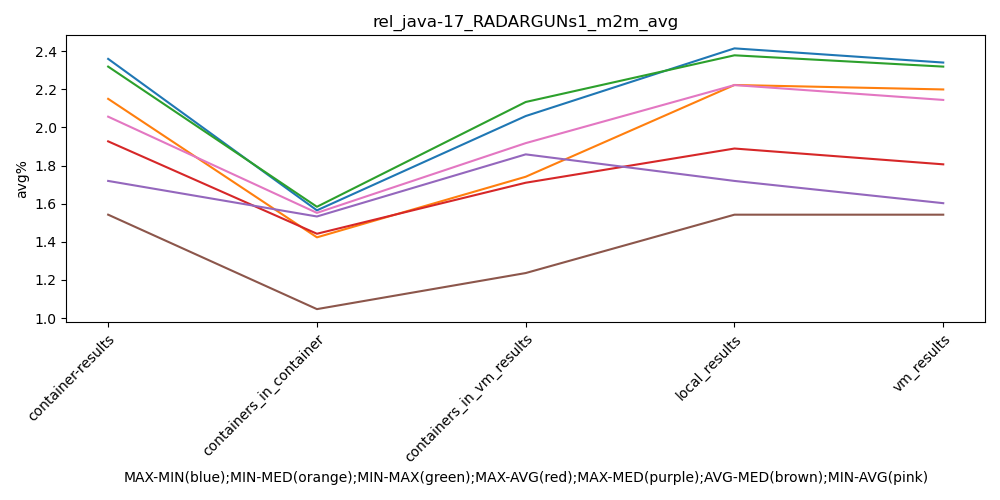 rel_java-17_RADARGUNs1_m2m_avg
avg%
2.4
2.2
2.0
1.8
1.6
1.4
1.2
1.0
container-results
containers_in_container
containers_in_vm_results
local_results
vm_results
MAX-MIN(blue);MIN-MED(orange);MIN-MAX(green);MAX-AVG(red);MAX-MED(purple);AVG-MED(brown);MIN-AVG(pink)